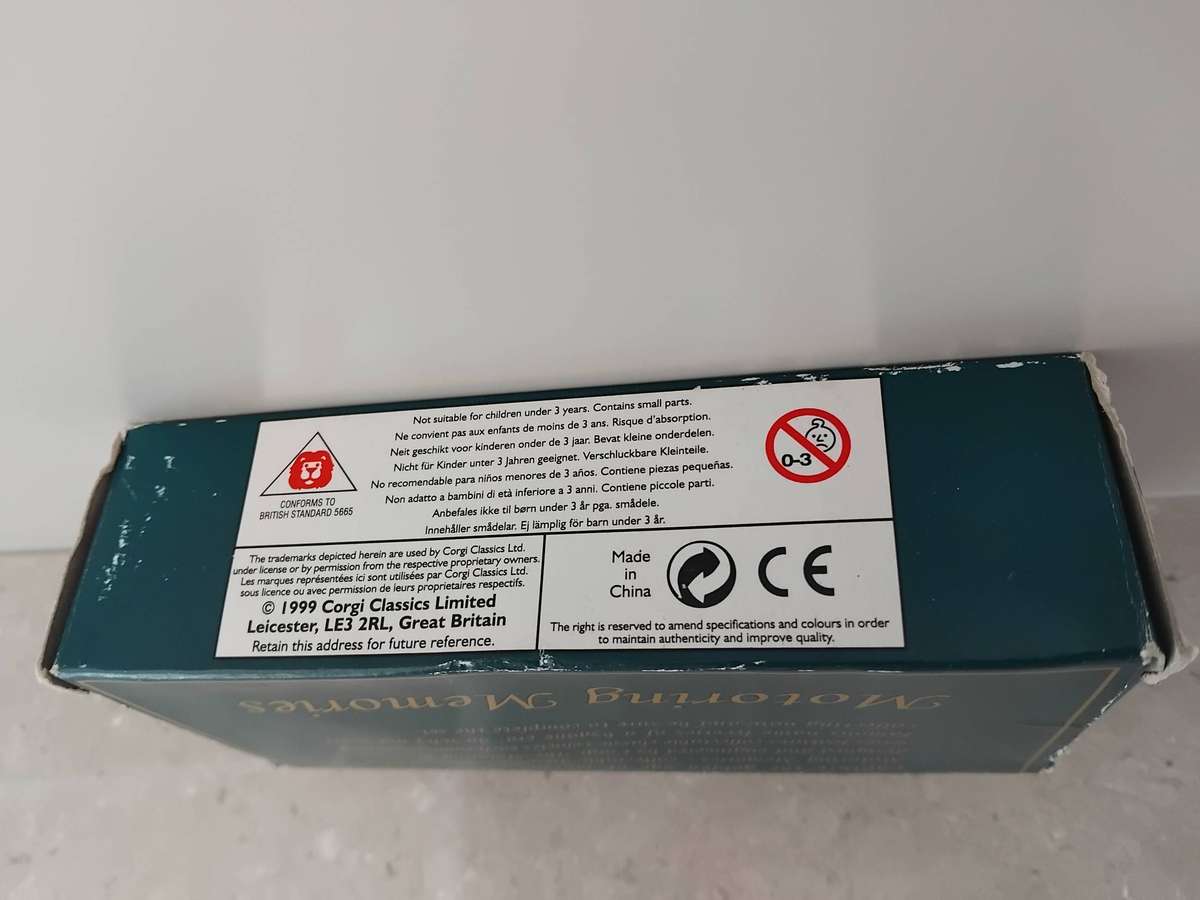 Not suitable for children under 3 years. Contains small parts.
Ne convient pas aux enfants de moins de 3 ans. Risque d'absorption.
Neit geschikt voor kinderen onder de 3 jaar. Bevat kleine onderdelen.
Nicht für Kinder unter 3 Jahren geeignet. Verschluckbare Kleinteile.
No recomendable para niños menores de 3 años. Contiene piezas pequeñas.
Non adatto a bambini di età inferiore a 3 anni. Contiene piccole parti.
Anbefales ikke til børn under 3 år pga. smådele.
Innehåller smådelar. Ej lämplig för barn under 3 år.
CONFORMS TO
BRITISH STANDARD 5665
0-3
The trademarks depicted herein are used by Corgi Classics Ltd.
under license or by permission from the respective proprietary owners.
Les marques représentées ici sont utilisées par Corgi Classics Ltd.
sous licence ou avec permission de leurs proprietaires respectifs.
© 1999 Corgi Classics Limited
Leicester, LE3 2RL, Great Britain
Retain this address for future reference.
Made
in
China
CE
The right is reserved to amend specifications and colours in order
to maintain authenticity and improve quality.
Motoring Memories